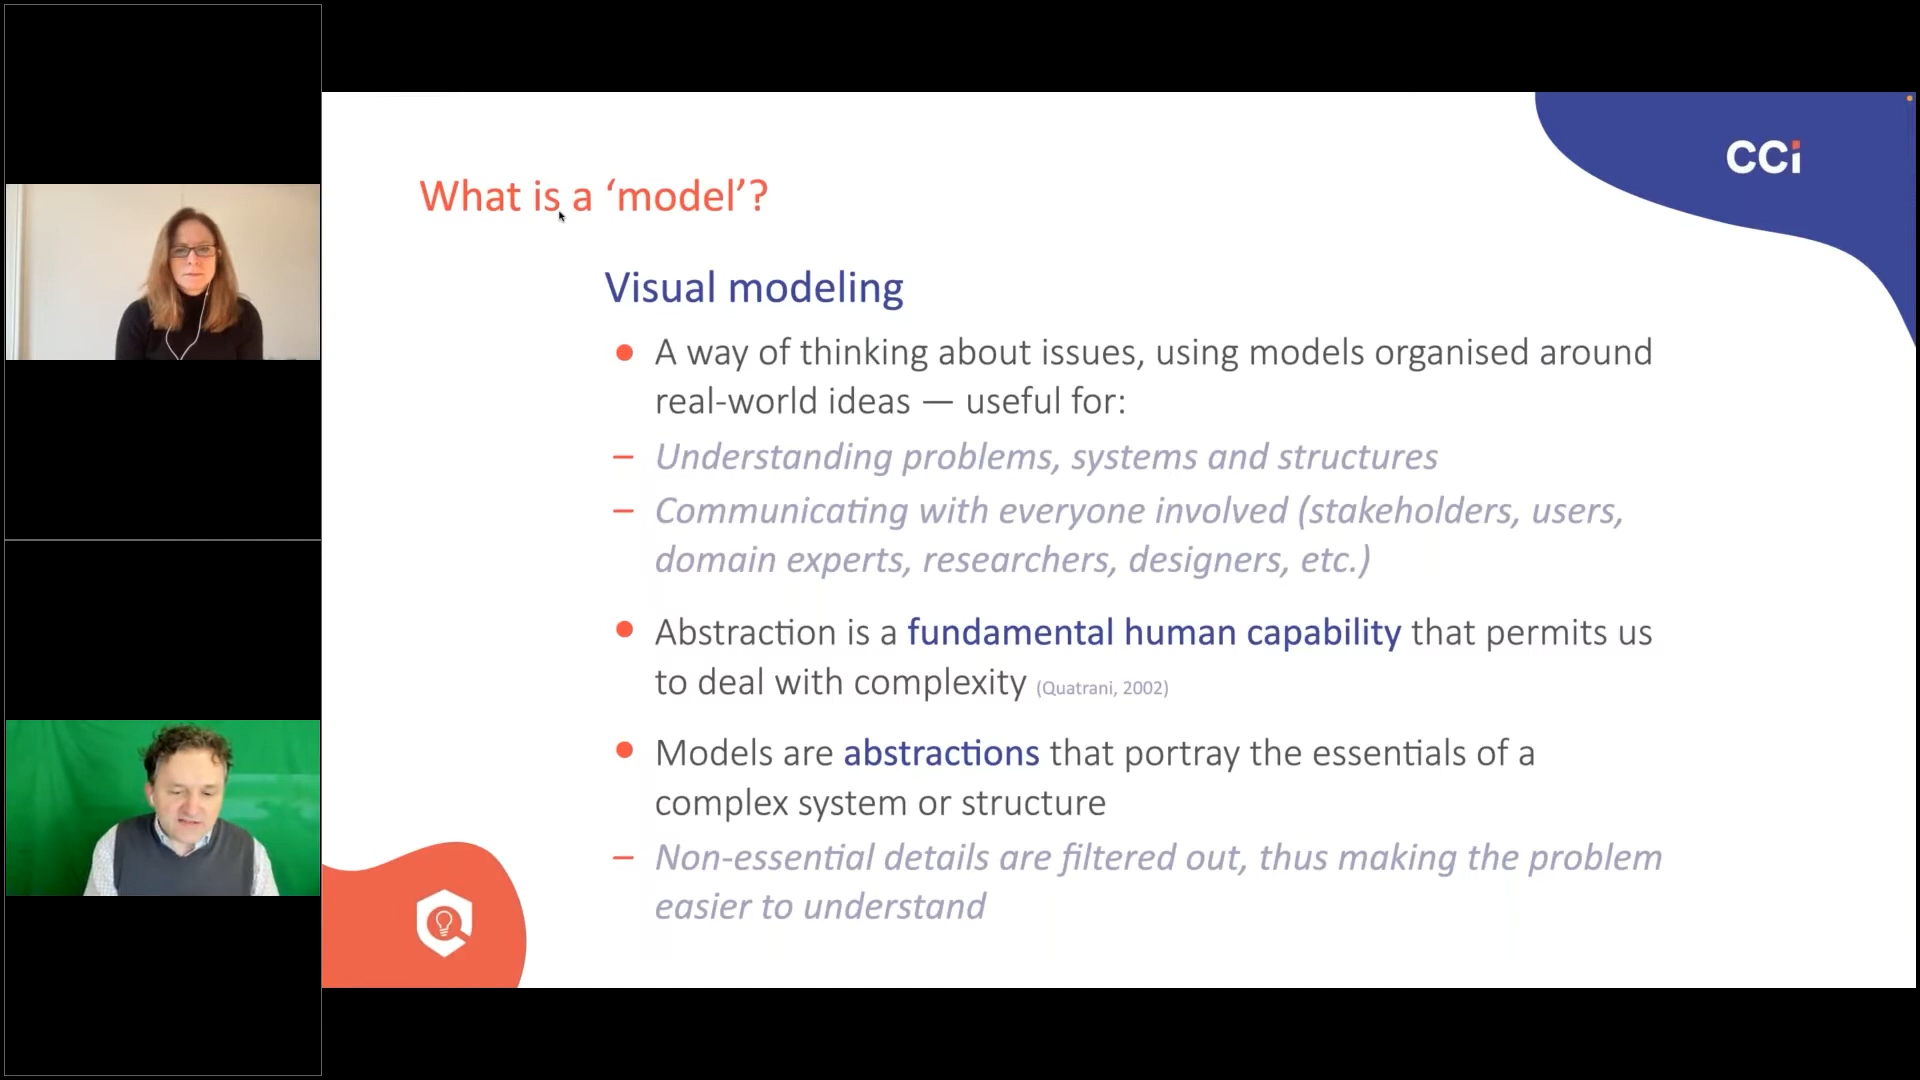 CCi
What is a ‘model’?
Visual modeling
● A way of thinking about issues, using models organised around
real-world ideas — useful for:
– Understanding problems, systems and structures
– Communicating with everyone involved (stakeholders, users,
domain experts, researchers, designers, etc.)
● Abstraction is a fundamental human capability that permits us
to deal with complexity (Quatrani, 2002)
● Models are abstractions that portray the essentials of a
complex system or structure
– Non-essential details are filtered out, thus making the problem
easier to understand